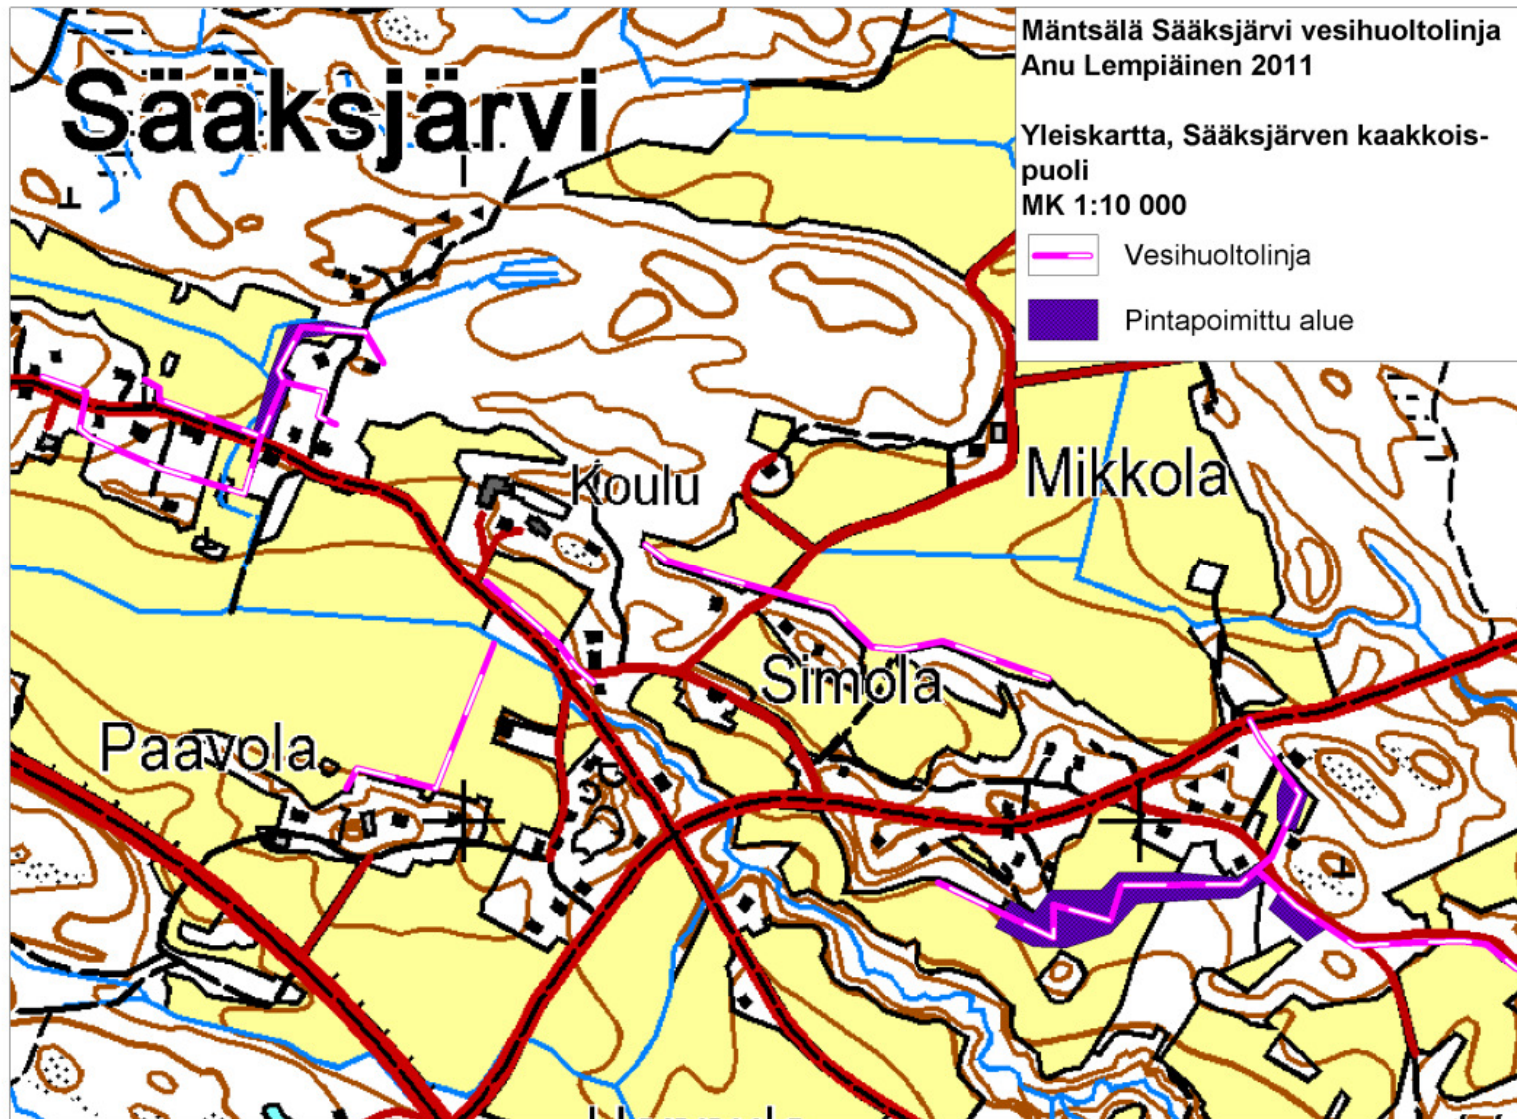 Mäntsälä Sääksjärvi vesihuoltolinja
Anu Lempiäinen 2011
Yleiskartta, Sääksjärven kaakkois-
puoli
MK 1:10 000
Vesihuoltolinja
Pintapoimittu alue
Sääksjärvi
Koulu
Mikkola
Simola
Paavola